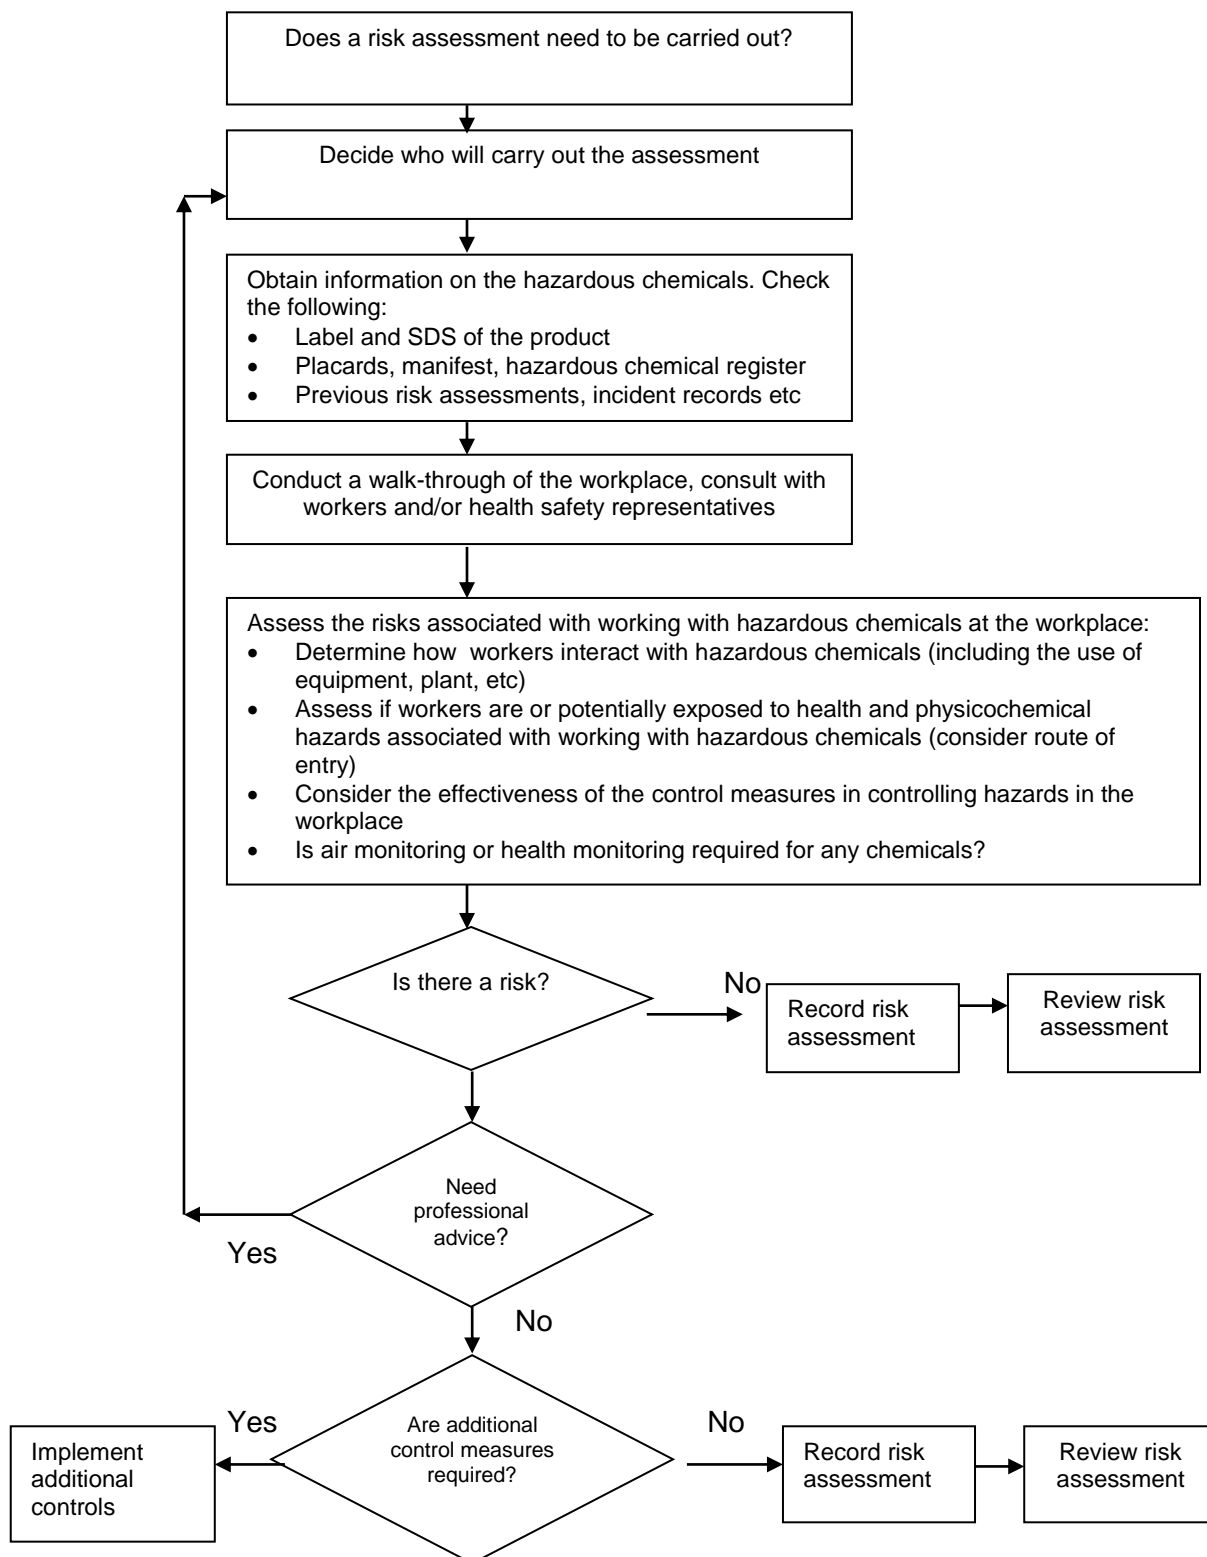 Does a risk assessment need to be carried out?
Decide who will carry out the assessment
Obtain information on the hazardous chemicals. Check
the following:
• Label and SDS of the product
• Placards, manifest, hazardous chemical register
• Previous risk assessments, incident records etc
Conduct a walk-through of the workplace, consult with
workers and/or health safety representatives
Assess the risks associated with working with hazardous chemicals at the workplace:
• Determine how  workers interact with hazardous chemicals (including the use of
equipment, plant, etc)
• Assess if workers are or potentially exposed to health and physicochemical
hazards associated with working with hazardous chemicals (consider route of
entry)
• Consider the effectiveness of the control measures in controlling hazards in the
workplace
• Is air monitoring or health monitoring required for any chemicals?
Is there a risk?
No
Record risk
assessment
Review risk
assessment
Need
professional
advice?
Yes
No
Are additional
control measures
required?
Yes
Implement
additional
controls
No
Record risk
assessment
Review risk
assessment